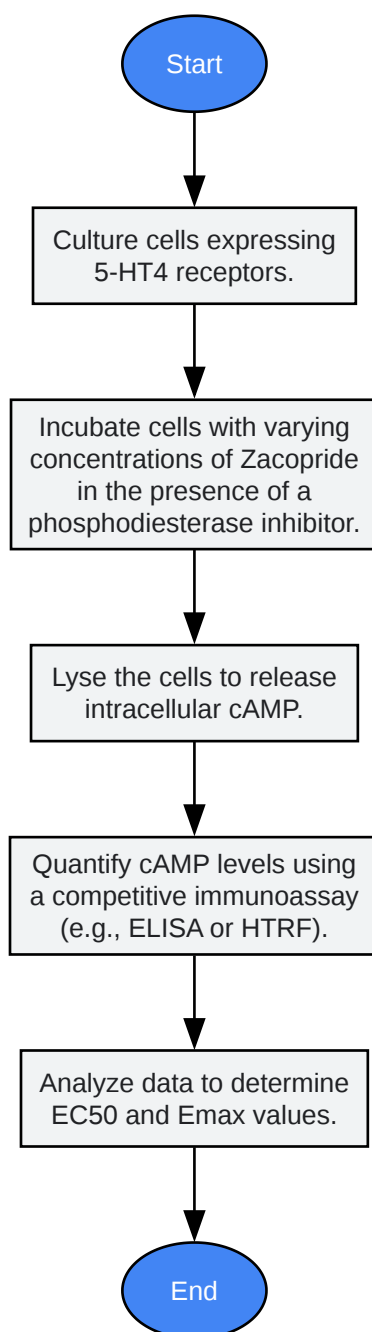 Start
Culture cells expressing
5-HT4 receptors.
Incubate cells with varying
concentrations of Zacopride
in the presence of a
phosphodiesterase inhibitor.
Lyse the cells to release
intracellular cAMP.
Quantify cAMP levels using
a competitive immunoassay
(e.g., ELISA or HTRF).
Analyze data to determine
EC50 and Emax values.
End